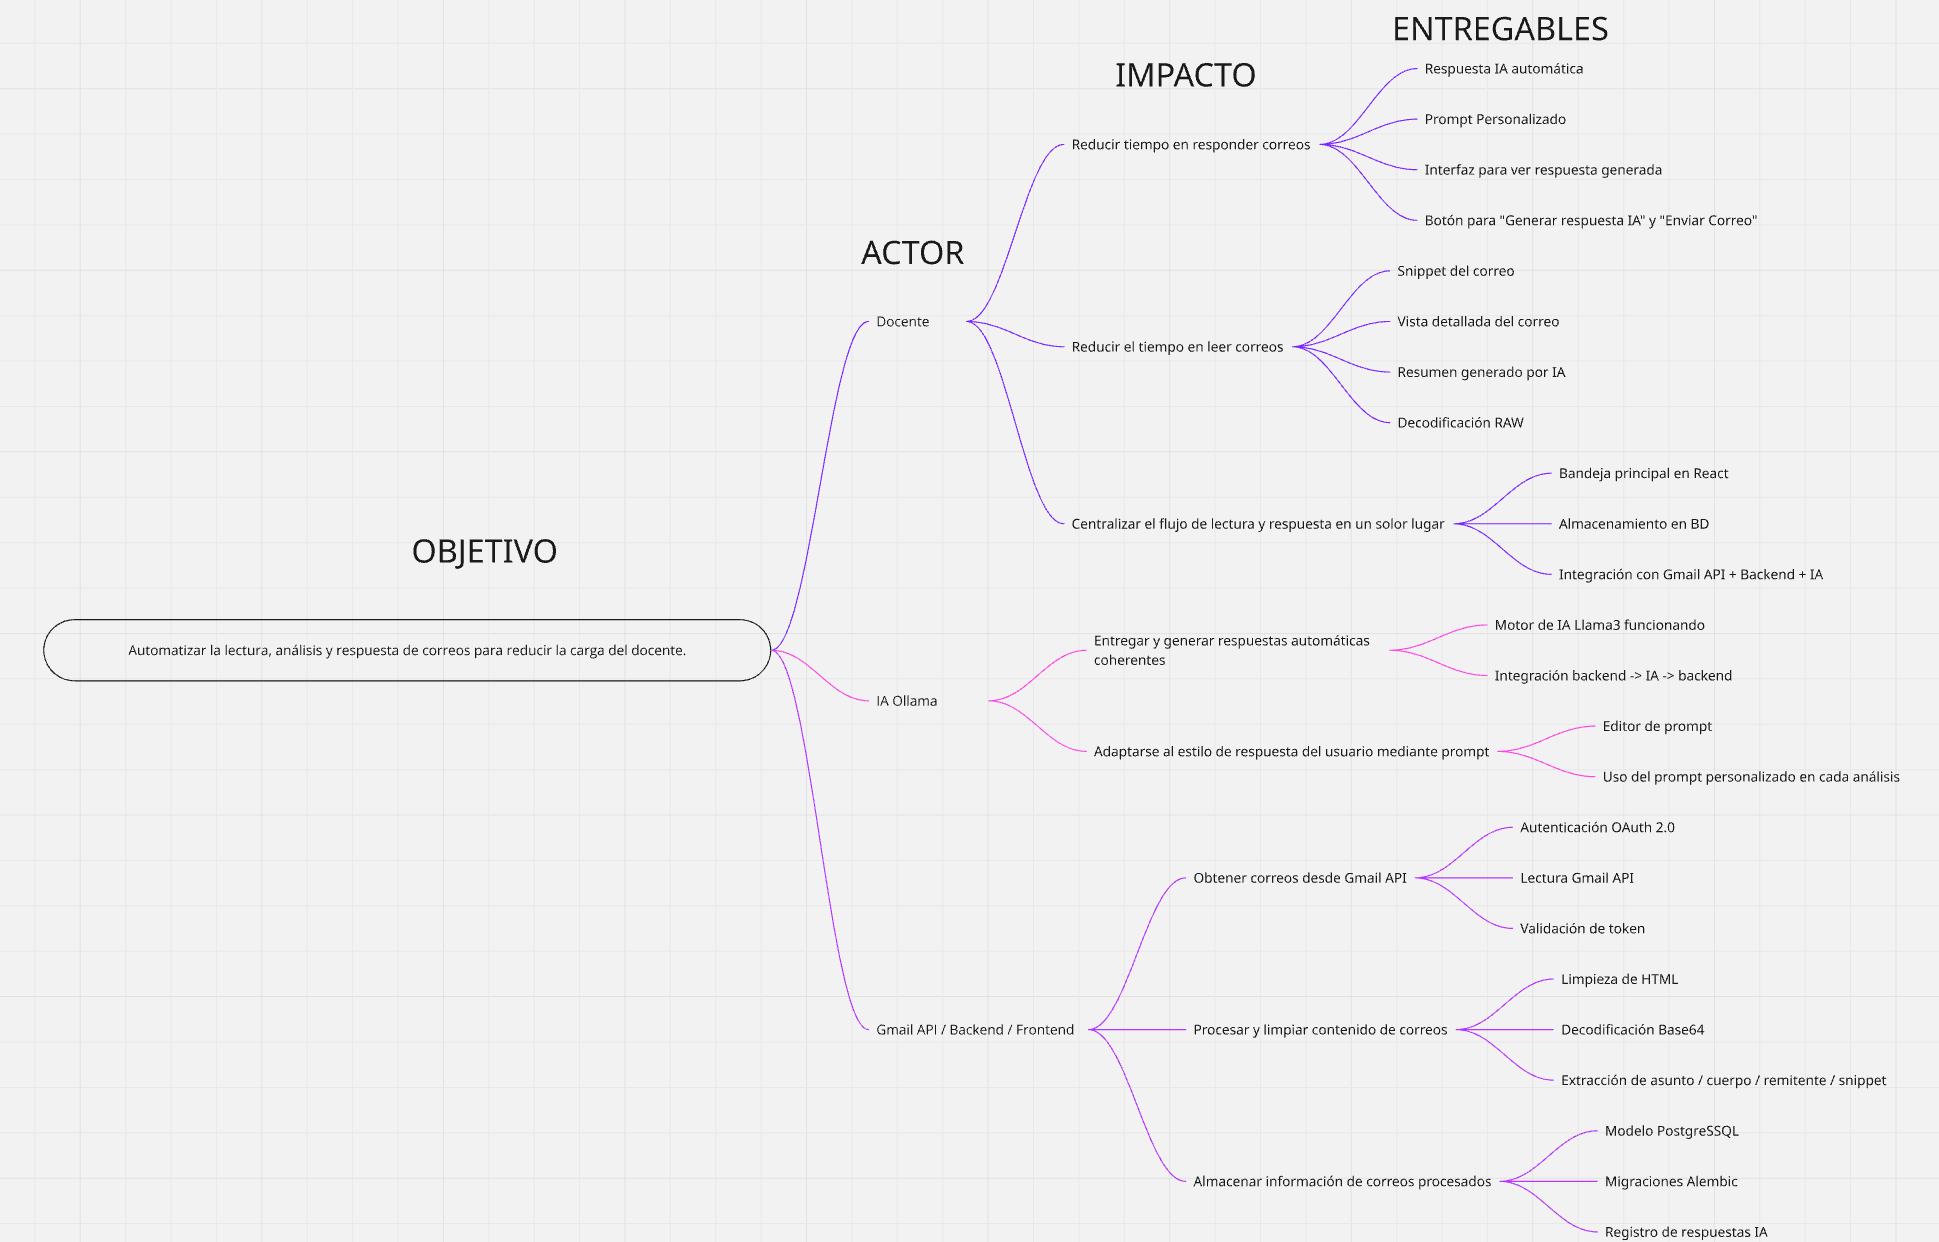 ENTREGABLES
IMPACTO
Respuesta IA automática
Prompt Personalizado
Reducir tiempo en responder correos
Interfaz para ver respuesta generada
Botón para "Generar respuesta IA" y "Enviar Correo"
ACTOR
Snippet del correo
Docente
Vista detallada del correo
Reducir el tiempo en leer correos
Resumen generado por IA
Decodificación RAW
Bandeja principal en React
Centralizar el flujo de lectura y respuesta en un solor lugar
Almacenamiento en BD
Integración con Gmail API + Backend + IA
OBJETIVO
Automatizar la lectura, análisis y respuesta de correos para reducir la carga del docente.
Motor de IA Llama3 funcionando
Entregar y generar respuestas automáticas
coherentes
Integración backend -> IA -> backend
IA Ollama
Editor de prompt
Adaptarse al estilo de respuesta del usuario mediante prompt
Uso del prompt personalizado en cada análisis
Autenticación OAuth 2.0
Obtener correos desde Gmail API
Lectura Gmail API
Validación de token
Limpieza de HTML
Gmail API / Backend / Frontend
Procesar y limpiar contenido de correos
Decodificación Base64
Extracción de asunto / cuerpo / remitente / snippet
Modelo PostgreSSQL
Almacenar información de correos procesados
Migraciones Alembic
Registro de respuestas IA